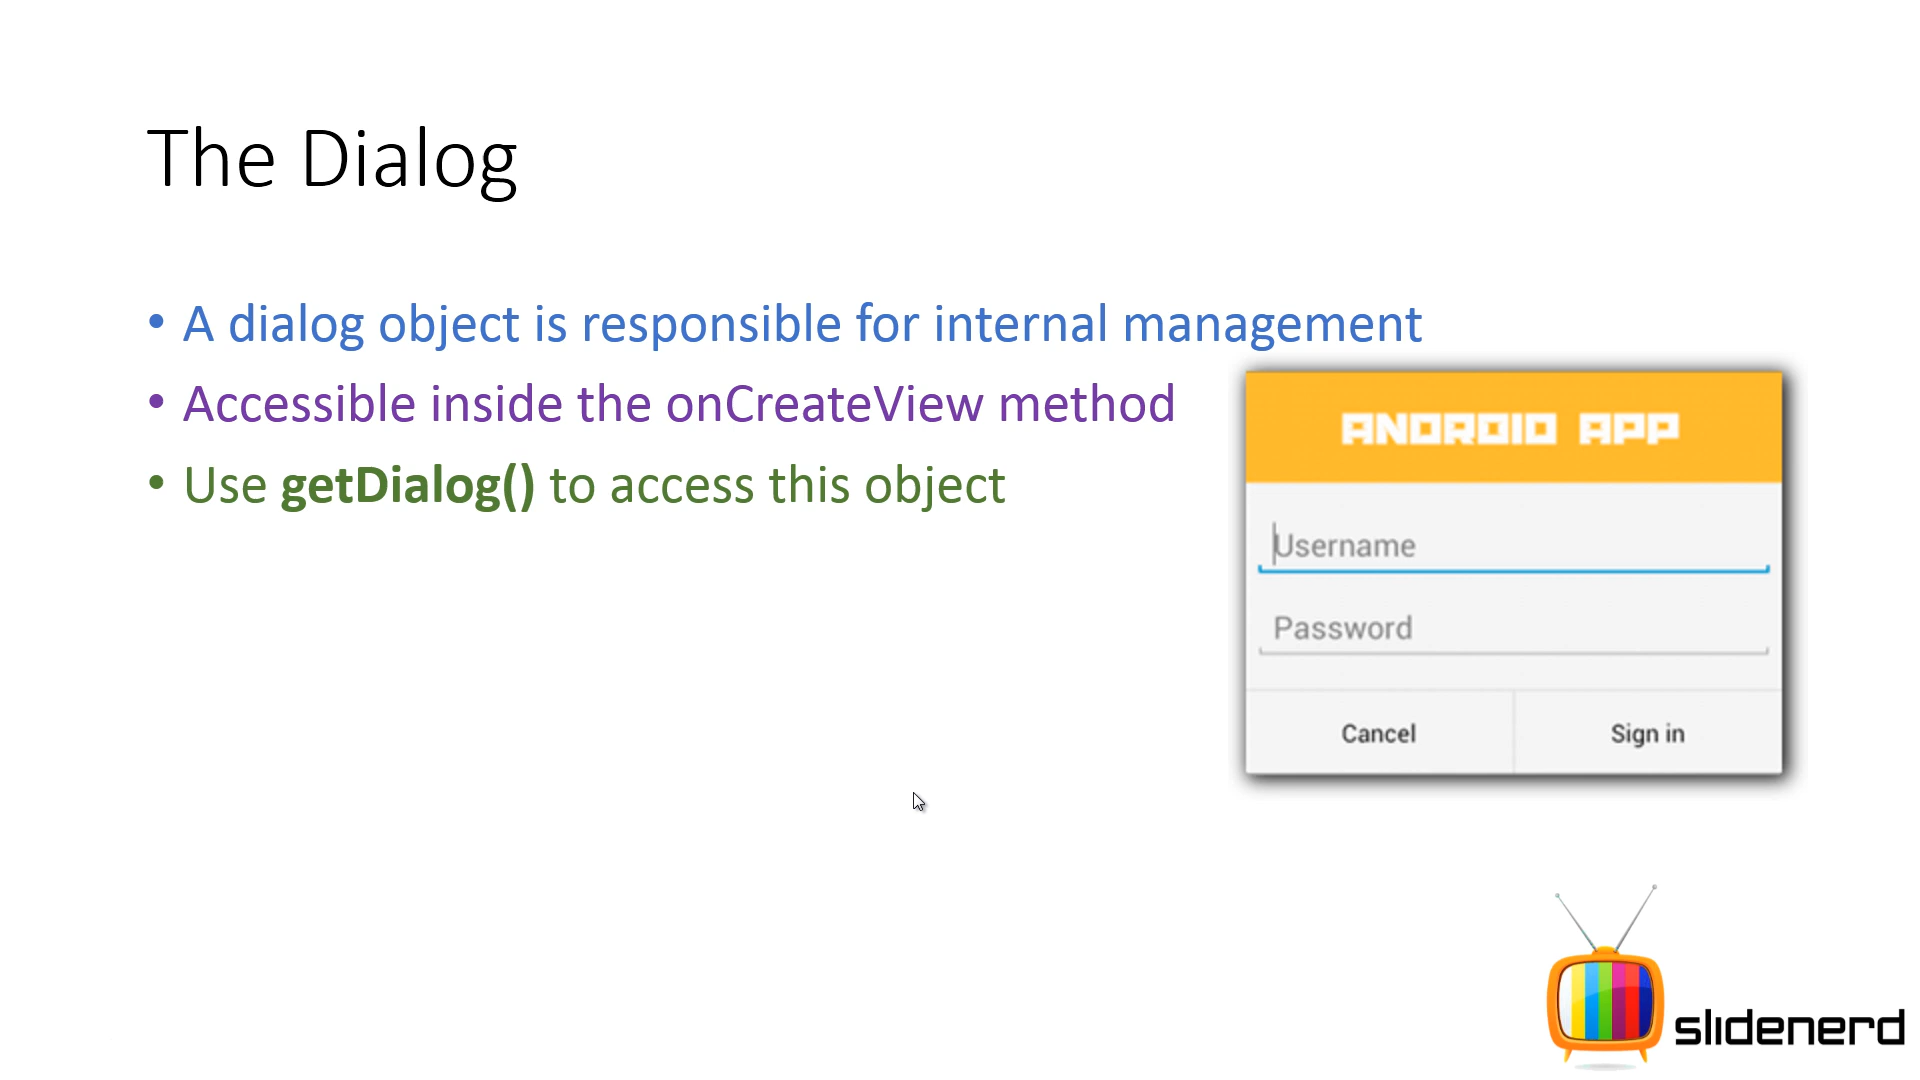 The Dialog
• A dialog object is responsible for internal management
• Accessible inside the onCreateView method
• Use getDialog() to access this object
ANDROID APP
Username
Password
Cancel
Sign in
slidenerd